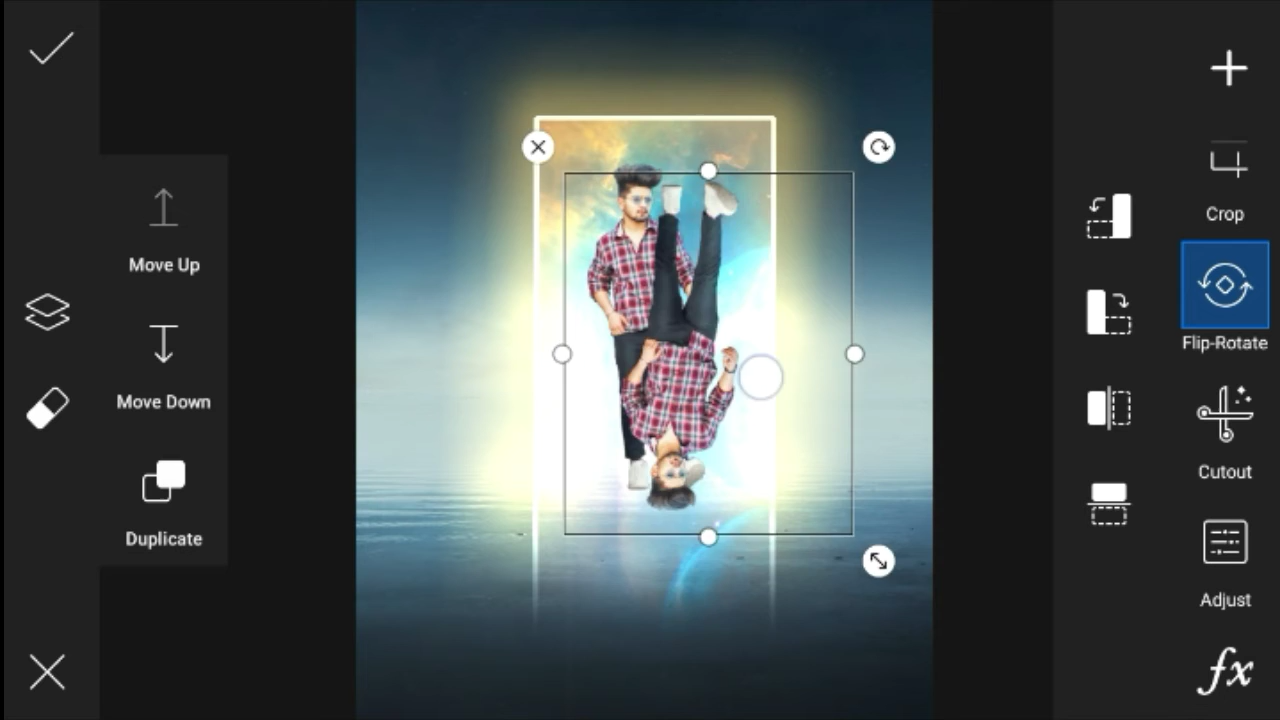 Move Up
Move Down
Duplicate
Crop
Flip-Rotate
Cutout
Adjust
fx